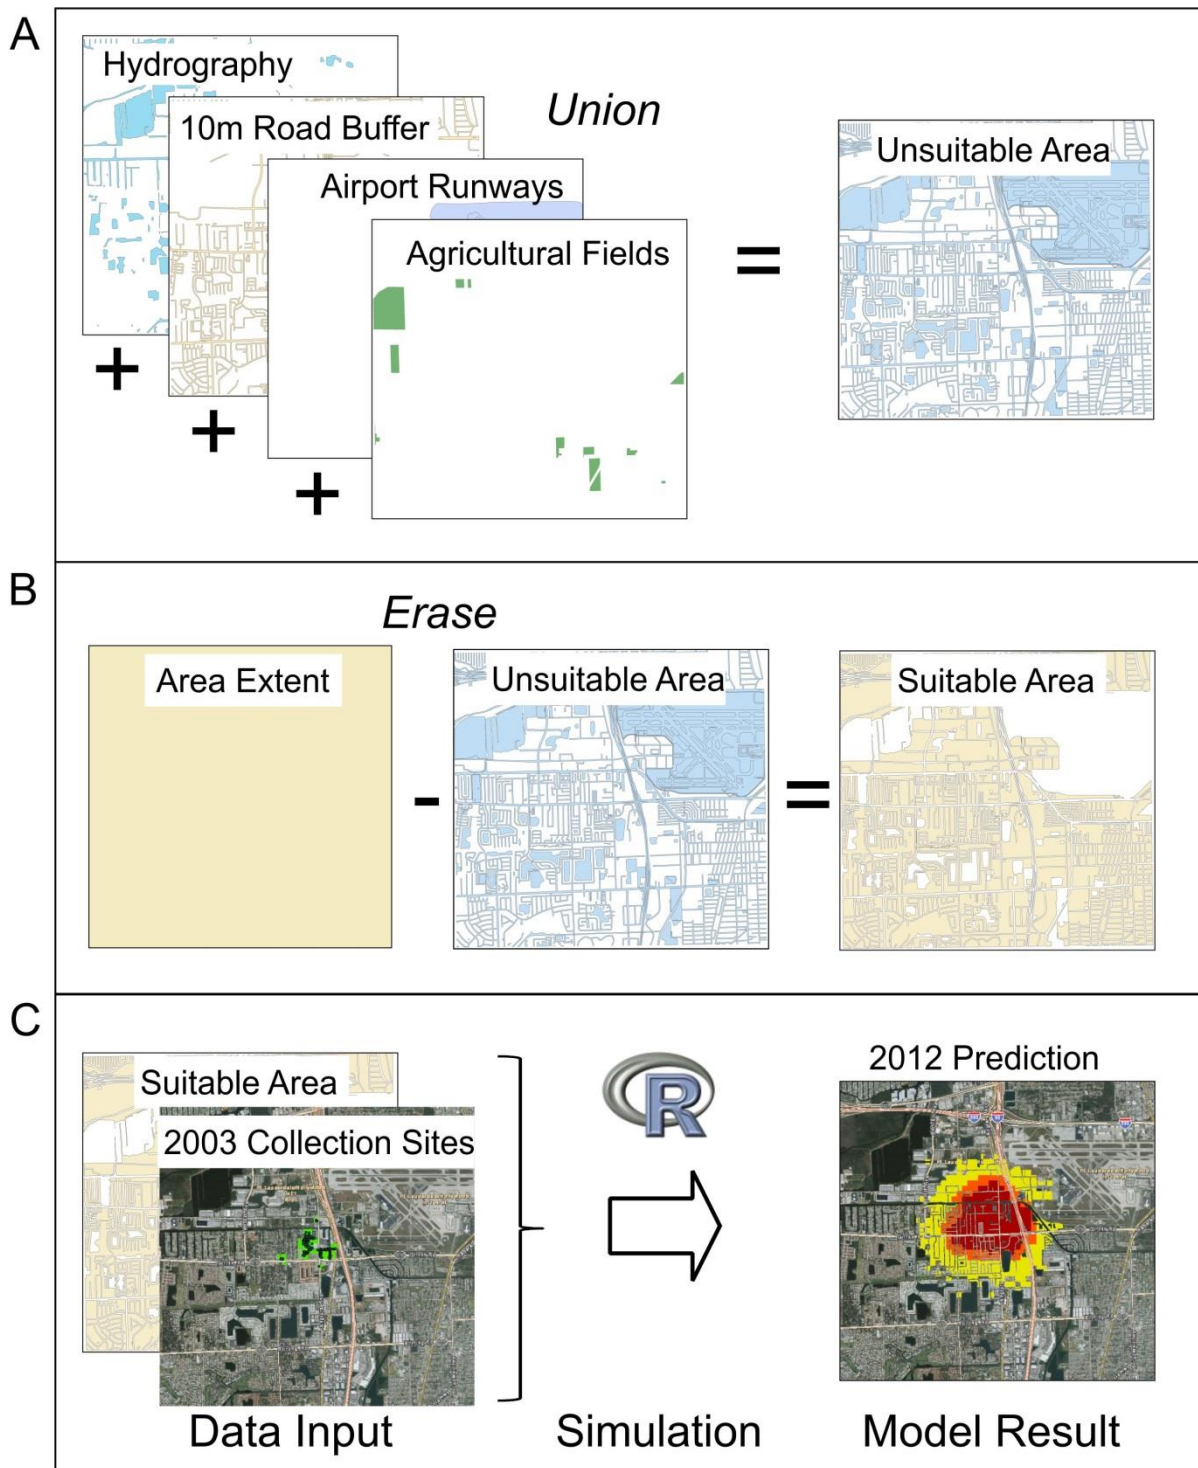 A
Hydrography
10m Road Buffer
Airport Runways
Agricultural Fields
Union
Unsuitable Area
+
+
+
=
B
Erase
Area Extent
Unsuitable Area
Suitable Area
-
=
C
Suitable Area
2003 Collection Sites
R
2012 Prediction
Data Input
Simulation
Model Result